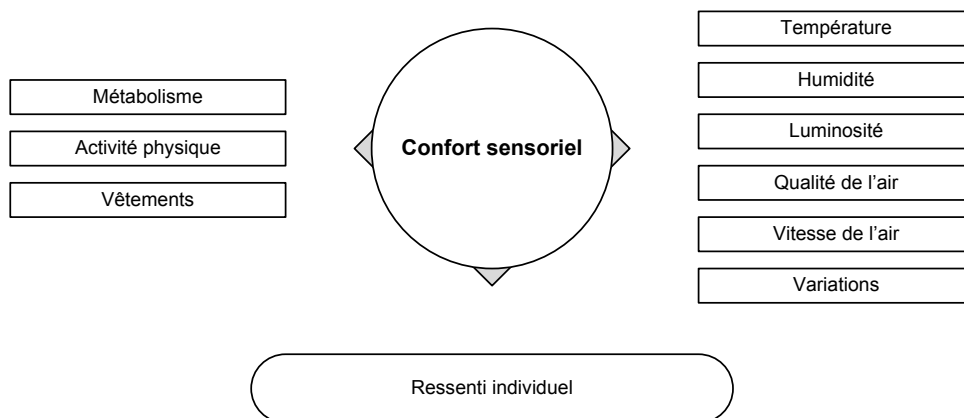 Métabolisme
Activité physique
Vêtements
Confort sensoriel
Température
Humidité
Luminosité
Qualité de l’air
Vitesse de l’air
Variations
Ressenti individuel